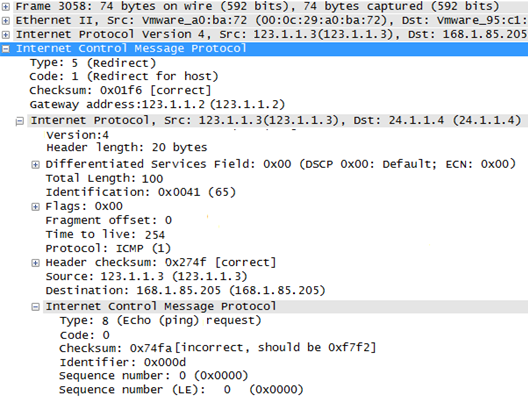 Frame 3058: 74 bytes on wire (592 bits), 74 bytes captured (592 bits)
Ethernet II, Src: Vmware_a0:ba:72 (00:0c:29:a0:ba:72), Dst: Vmware_95:c1:
Internet Protocol Version 4, Src: 123.1.1.3(123.1.1.3), Dst: 168.1.85.205
Internet Control Message Protocol
Type: 5 (Redirect)
Code: 1 (Redirect for host)
Checksum: 0x01f6 [correct]
Gateway address:123.1.1.2 (123.1.1.2)
Internet Protocol, Src: 123.1.1.3(123.1.1.3), Dst: 24.1.1.4 (24.1.1.4)
Version:4
Header length: 20 bytes
Differentiated Services Field: 0x00 (DSCP 0x00: Default; ECN: 0x00)
Total Length: 100
Identification: 0x0041 (65)
Flags: 0x00
Fragment offset: 0
Time to live: 254
Protocol: ICMP (1)
Header checksum: 0x274f [correct]
Source: 123.1.1.3 (123.1.1.3)
Destination: 168.1.85.205 (168.1.85.205)
Internet Control Message Protocol
Type: 8 (Echo (ping) request)
Code: 0
Checksum: 0x74fa [incorrect, should be 0xf7f2]
Identifier: 0x000d
Sequence number: 0 (0x0000)
Sequence number (LE): 0 (0x0000)